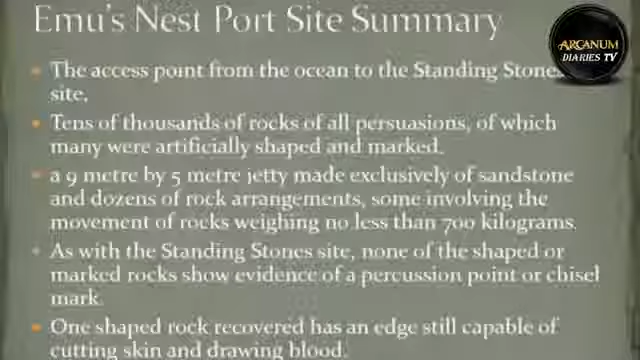 Emu's Nest Port Site Summary
ARCANUM
DIARIES TV
The access point from the ocean to the Standing Stones
site.
Tens of thousands of rocks of all persuasions, of which
many were artificially shaped and marked.
a 9 metre by 5 metre jetty made exclusively of sandstone
and dozens of rock arrangements, some involving the
movement of rocks weighing no less than 700 kilograms.
As with the Standing Stones site, none of the shaped or
marked rocks show evidence of a percussion point or chisel
mark.
One shaped rock recovered has an edge still capable of
cutting skin and drawing blood.